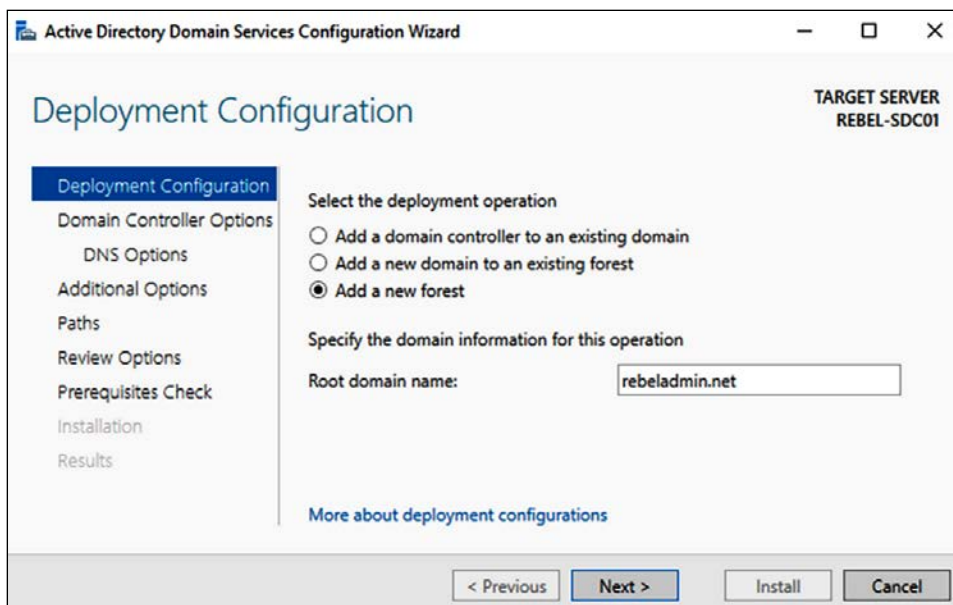 Active Directory Domain Services Configuration Wizard
Deployment Configuration
TARGET SERVER
REBEL-SDC01
Deployment Configuration
Domain Controller Options
DNS Options
Additional Options
Paths
Review Options
Prerequisites Check
Installation
Results
Select the deployment operation
Add a domain controller to an existing domain
Add a new domain to an existing forest
Add a new forest
Specify the domain information for this operation
Root domain name: rebeladmin.net
More about deployment configurations
< Previous Next > Install Cancel